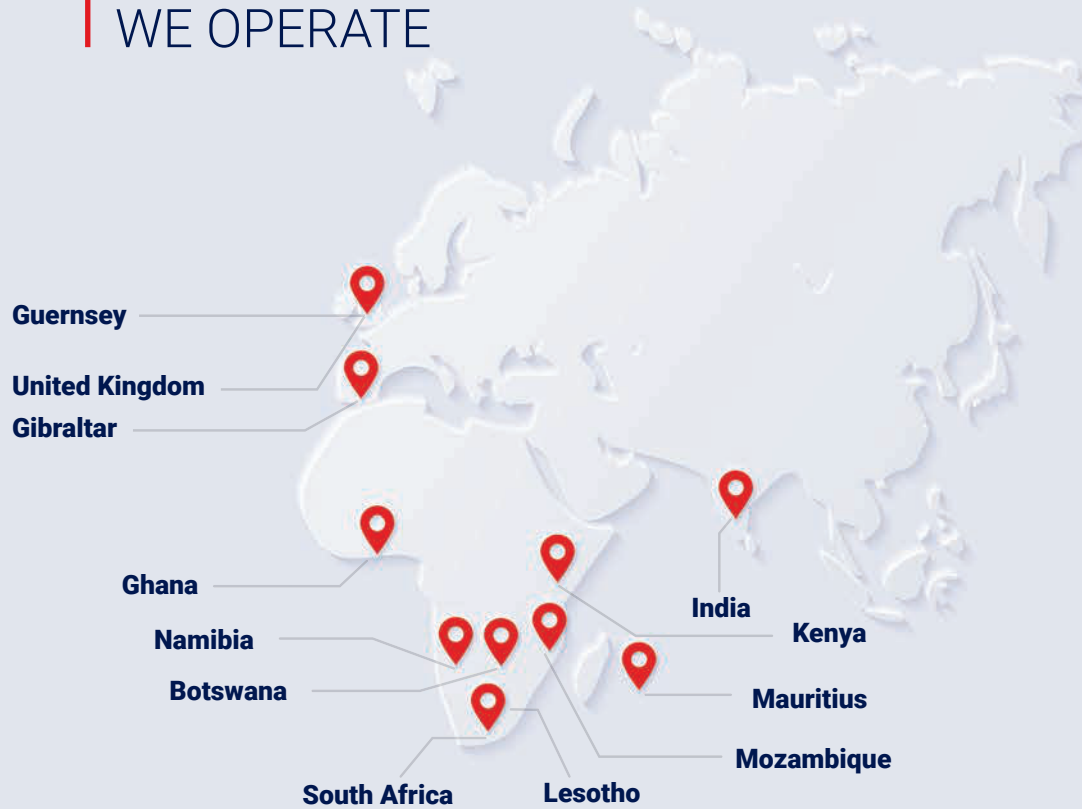 WE OPERATE
Guernsey
United Kingdom
Gibraltar
Ghana
India
Kenya
Namibia
Botswana
Mauritius
Mozambique
South Africa
Lesotho